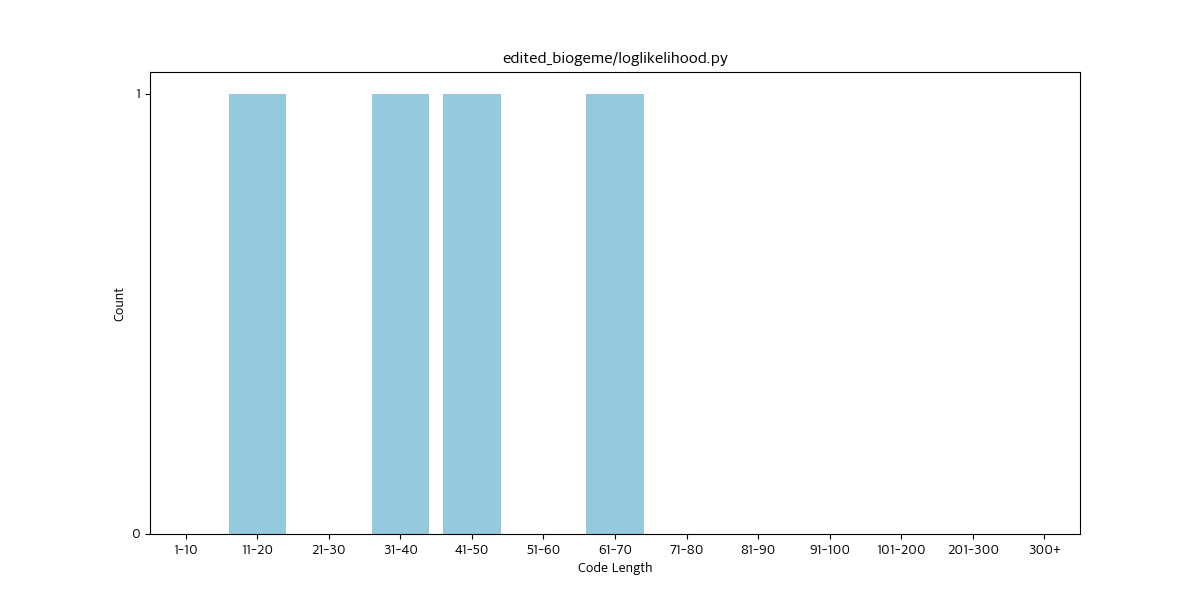 edited_biogeme/loglikelihood.py
1
Count
0
1-10 11-20 21-30 31-40 41-50 51-60 61-70 71-80 81-90 91-100 101-200 201-300 300+
Code Length